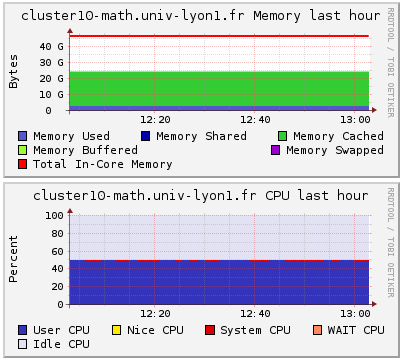 cluster10-math.univ-lyon1.fr Memory last hour
RRDTOOL / TOBI OETIKER
Bytes
40 G
30 G
20 G
10 G
0
12:20 12:40 13:00
Memory Used Memory Shared Memory Cached
Memory Buffered Memory Swapped
Total In-Core Memory
cluster10-math.univ-lyon1.fr CPU last hour
RRDTOOL / TOBI OETIKER
Percent
100
80
60
40
20
0
12:20 12:40 13:00
User CPU Nice CPU System CPU WAIT CPU
Idle CPU